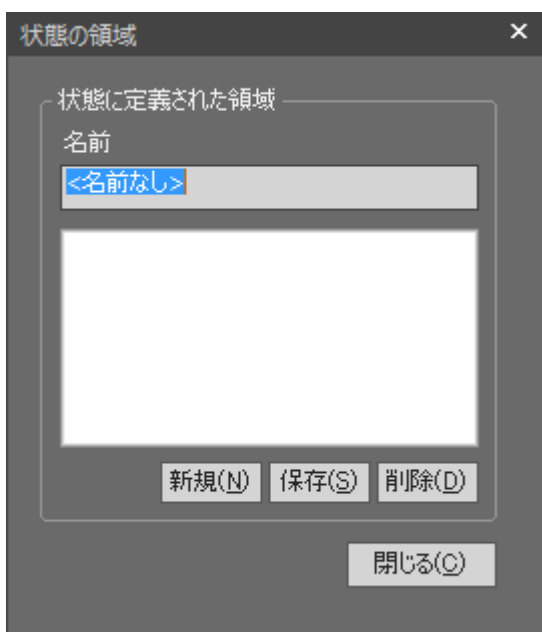 状態の領域
状態に定義された領域
名前
<名前なし>
新規(N) 保存(S) 削除(D)
閉じる(C)